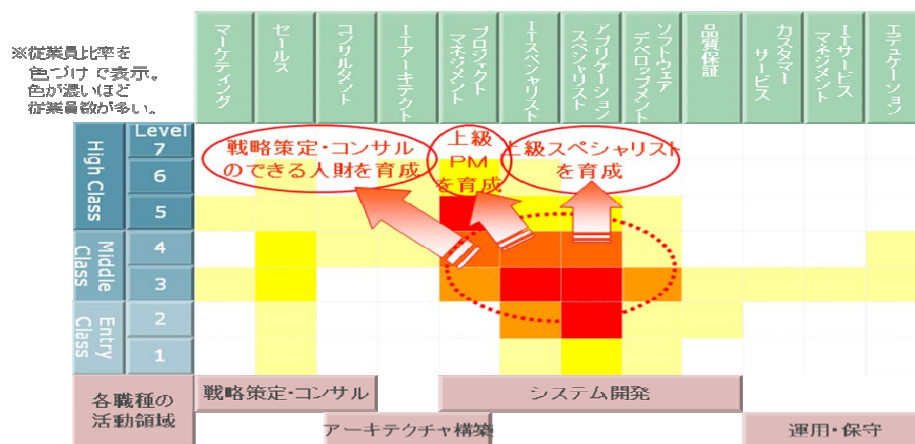 ※従業員比率を
色づけで表示。
色が濃いほど
従業員数が多い。
マーケティング
セールス
コンサルタント
ITアーキテクト
プロジェクト
マネジメント
ITスペシャリスト
アプリケーション
スペシャリスト
ソフトウェア
デベロップメント
品質保証
カスタマー
サービス
ITサービス
マネジメント
エデュケーション
High Class
Level
7
6
5
Middle
Class
4
3
Entry
Class
2
1
戦略策定・コンサル
のできる人財を育成
上級
PM
を育成
上級スペシャリスト
を育成
各職種の
活動領域
戦略策定・コンサル
システム開発
アーキテクチャ構築
運用・保守